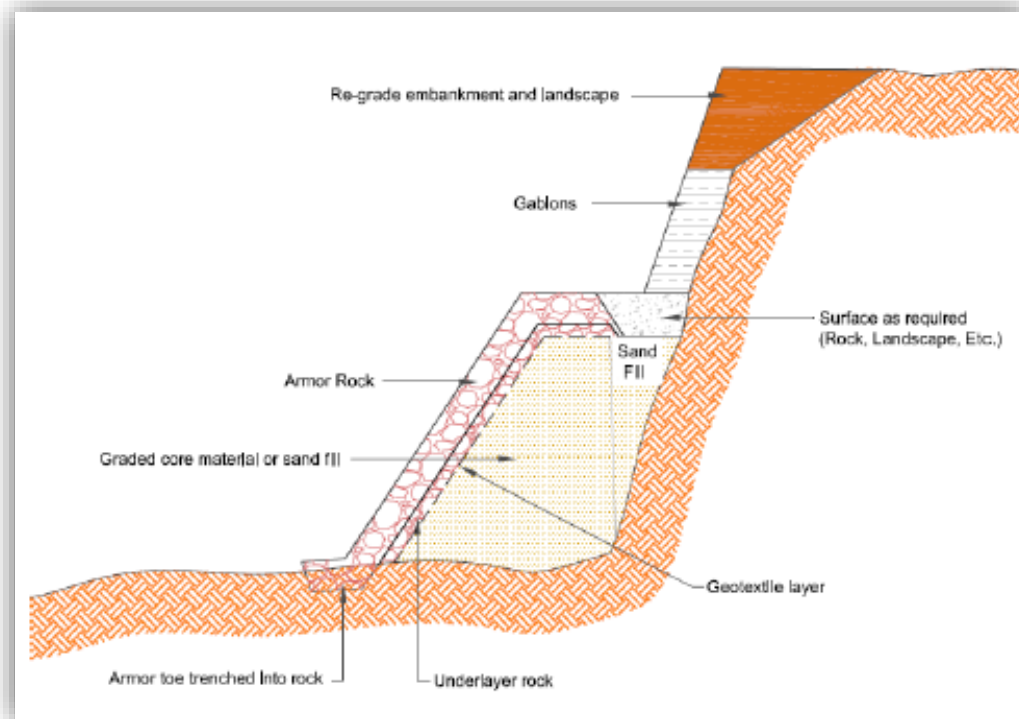 Re-grade embankment and landscape
Gablons
Surface as required
(Rock, Landscape, Etc.)
Sand
Fill
Armor Rock
Graded core material or sand fill
Geotextile layer
Armor toe trenched Into rock
Underlayer rock